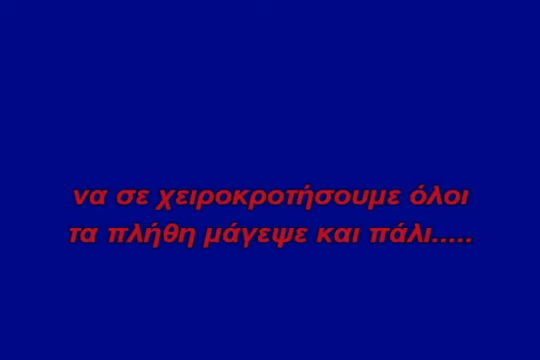 να σε χειροκροτήσουμε όλοι
τα πλήθη μάγεψε και πάλι.....